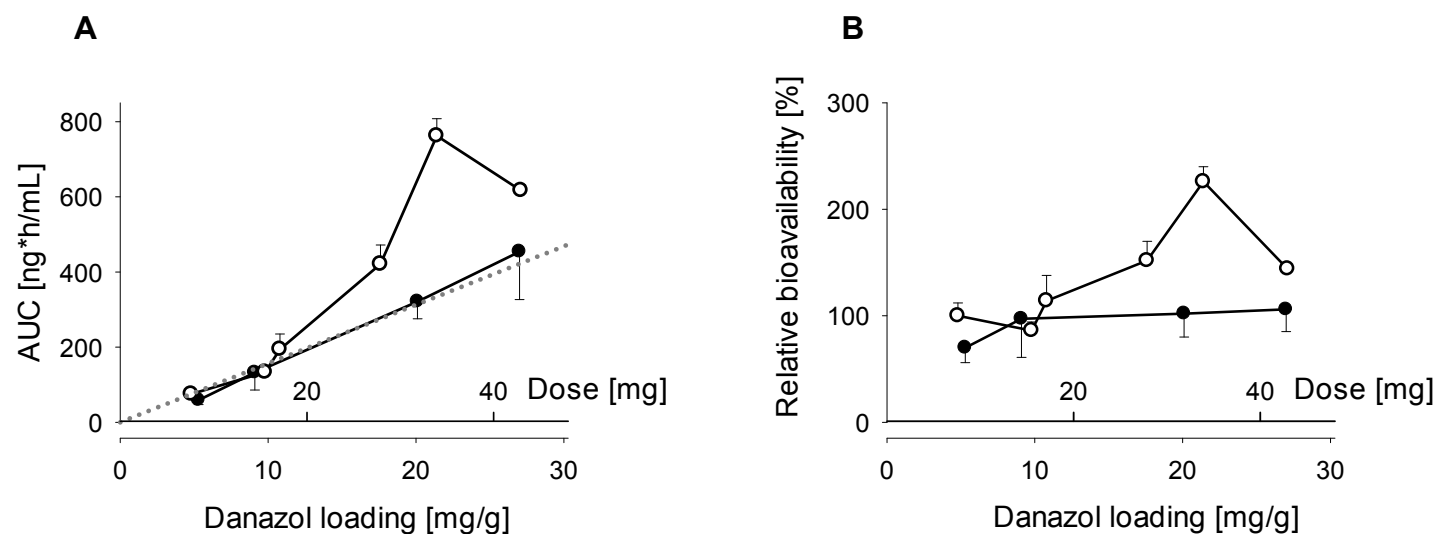 A
AUC [ng*h/mL]
800
600
400
200
0
20
40
Dose [mg]
0
10
20
30
Danazol loading [mg/g]
B
Relative bioavailability [%]
300
200
100
0
20
40
Dose [mg]
0
10
20
30
Danazol loading [mg/g]